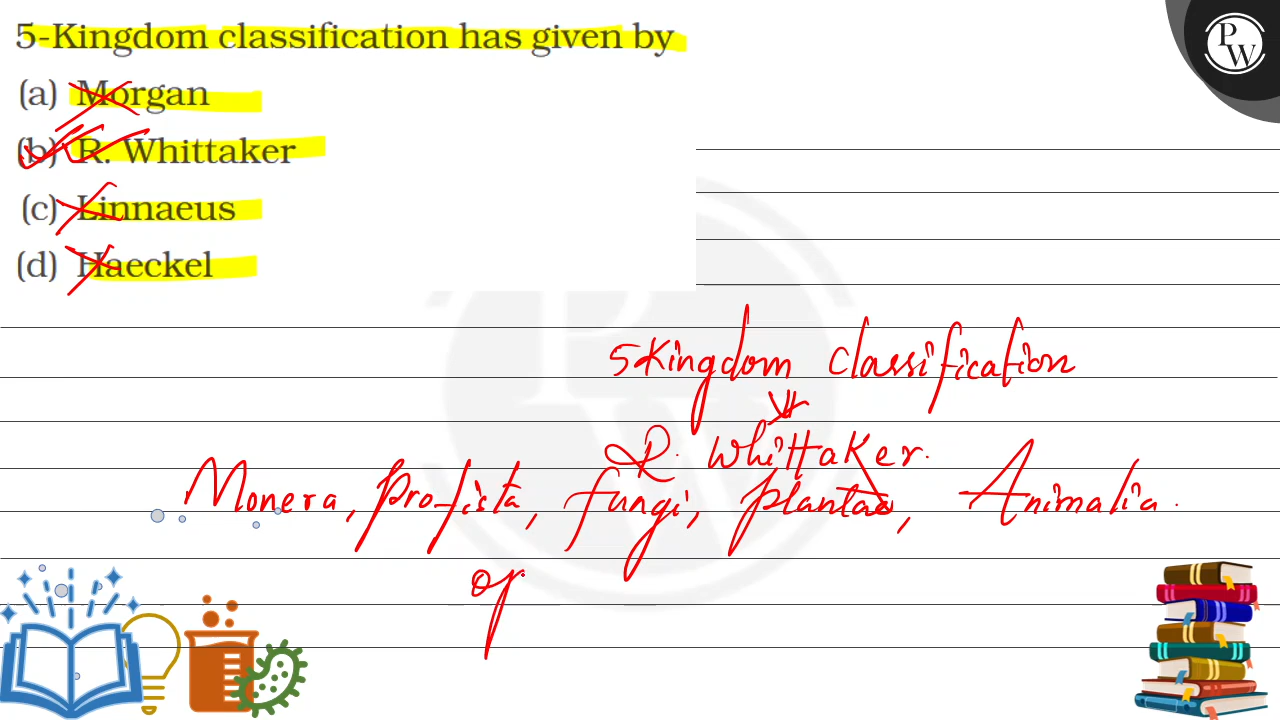 5-Kingdom classification has given by
(a) Morgan
(b) R. Whittaker
(c) Linnaeus
(d) Haeckel
PW
5 Kingdom classification
R. Whittaker.
Monera, protista, fungi, plantae, Animalia.